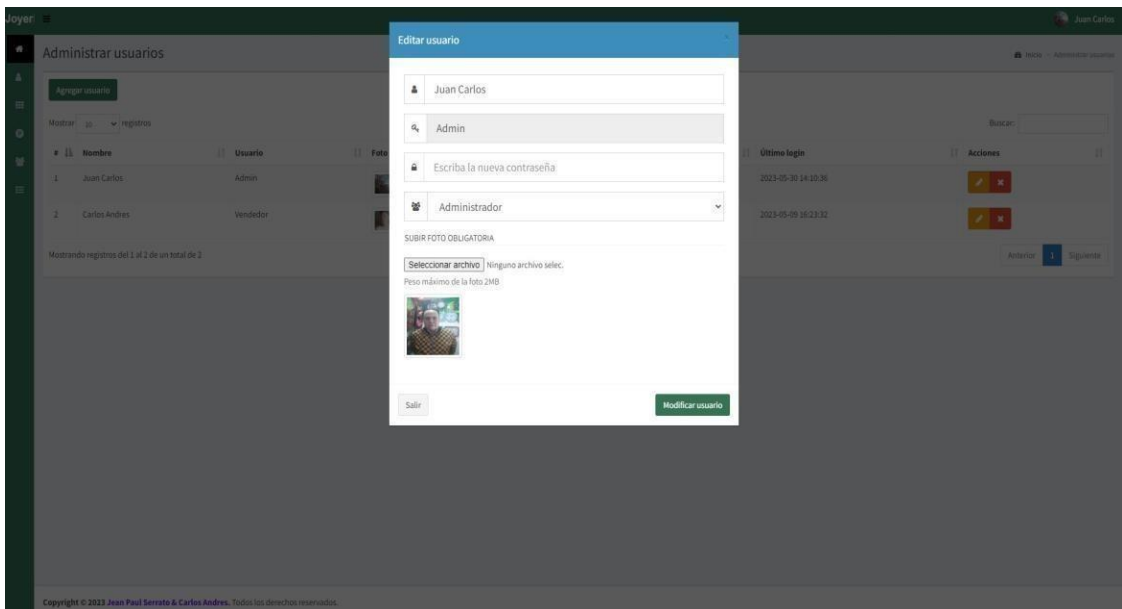 Joyer
Juan Carlos
Administrar usuarios
Inicio - Administrar usuarios
Agregar usuario
Mostrar 10 registros
Buscar:
# Nombre Usuario Foto Último login Acciones
1 Juan Carlos Admin 2023-05-30 14:10:36
2 Carlos Andres Vendedor 2023-05-09 16:23:32
Mostrando registros del 1 al 2 de un total de 2
Anterior 1 Siguiente
Editar usuario
×
Juan Carlos
Admin
Escriba la nueva contraseña
Administrador
SUBIR FOTO OBLIGATORIA
Seleccionar archivo Ninguno archivo selec.
Peso máximo de la foto 2MB
Salir
Modificar usuario
Copyright © 2023 Jean Paul Serrato & Carlos Andres. Todos los derechos reservados.